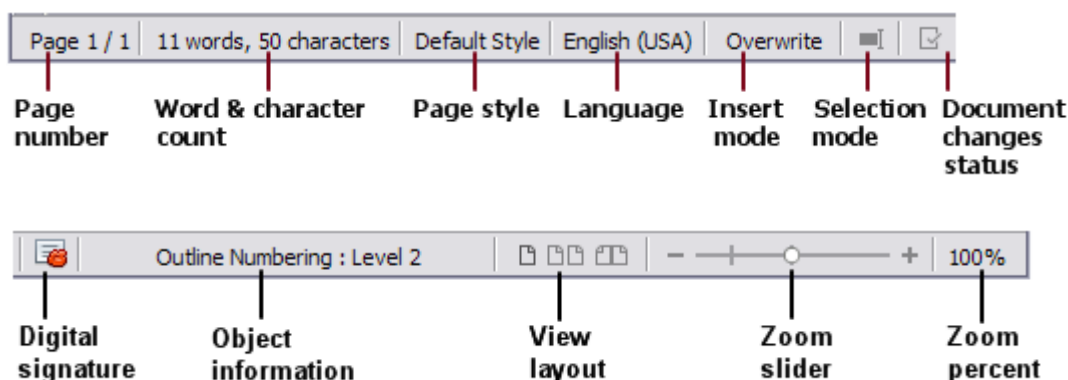 Page 1 / 1 11 words, 50 characters Default Style English (USA) Overwrite
Page number
Word & character count
Page style
Language
Insert mode
Selection mode
Document changes status
Outline Numbering : Level 2 100%
Digital signature
Object information
View layout
Zoom slider
Zoom percent